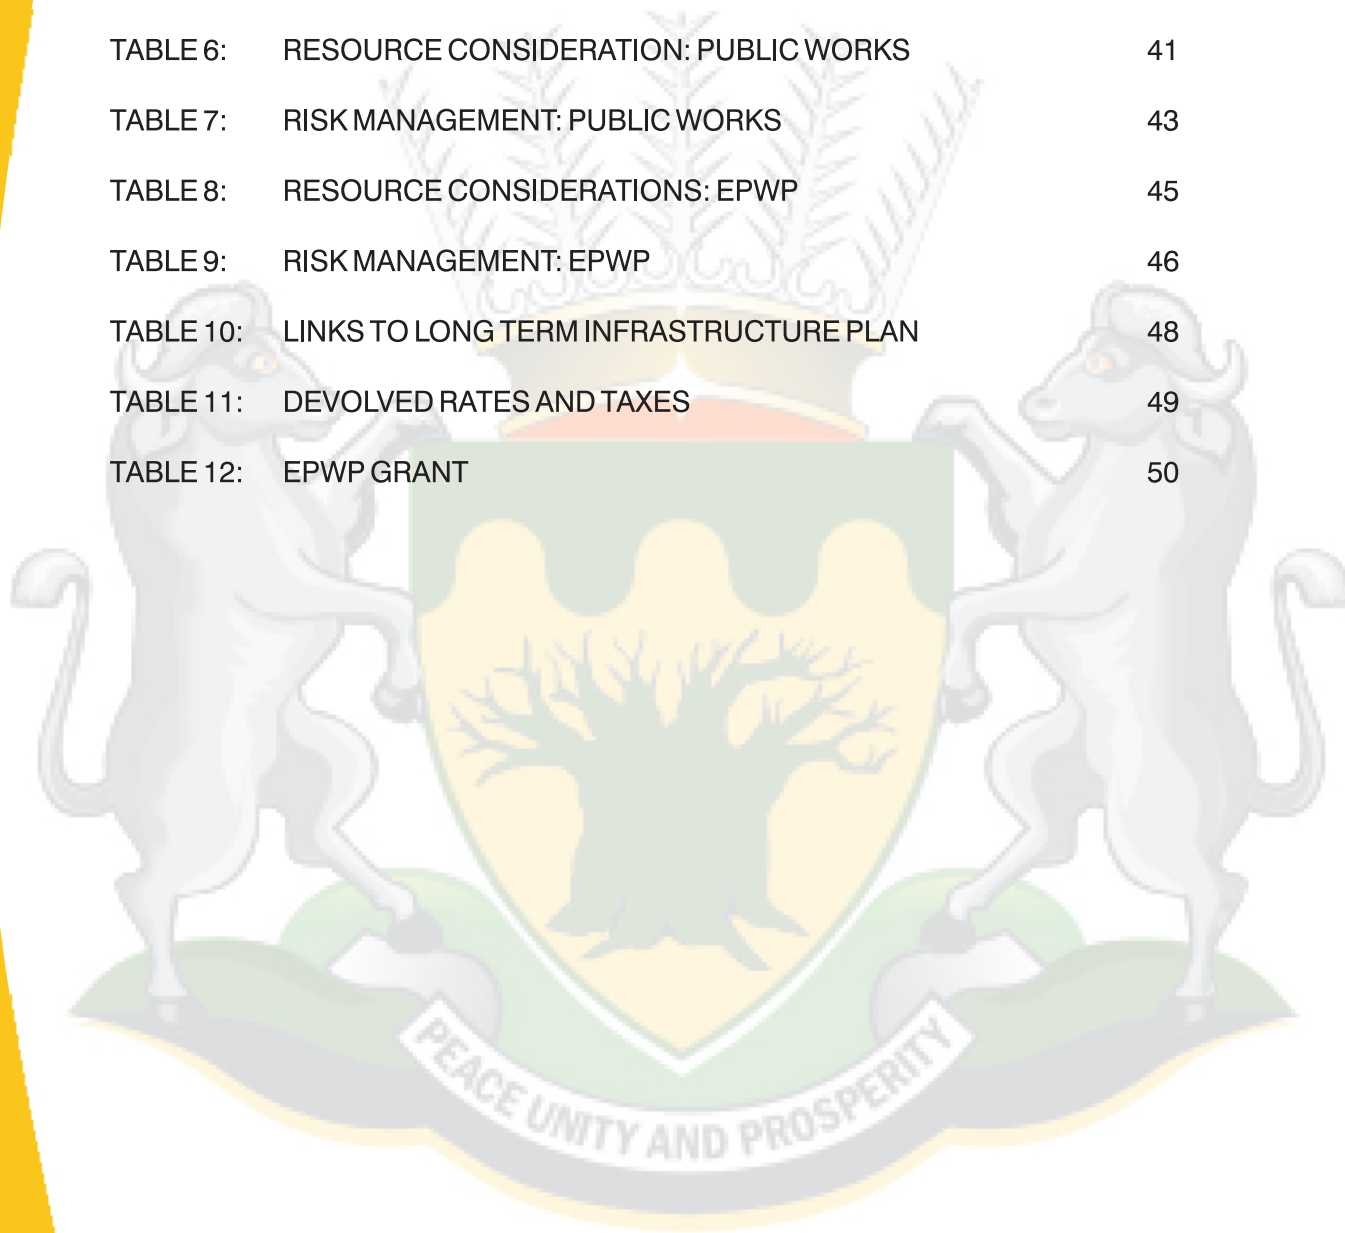 TABLE 6: RESOURCE CONSIDERATION: PUBLIC WORKS 41
TABLE 7: RISK MANAGEMENT: PUBLIC WORKS 43
TABLE 8: RESOURCE CONSIDERATIONS: EPWP 45
TABLE 9: RISK MANAGEMENT: EPWP 46
TABLE 10: LINKS TO LONG TERM INFRASTRUCTURE PLAN 48
TABLE 11: DEVOLVED RATES AND TAXES 49
TABLE 12: EPWP GRANT 50
PEACE UNITY AND PROSPERITY